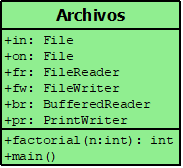 Archivos
+in: File
+on: File
+fr: FileReader
+fw: FileWriter
+br: BufferedReader
+pr: PrintWriter
+factorial(n:int): int
+main()